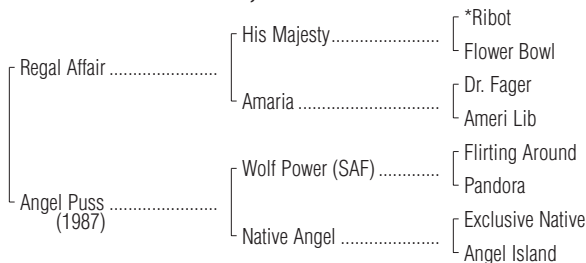 *Ribot
His Majesty....................
Flower Bowl
Regal Affair ......................
Dr. Fager
Amaria ............................
Ameri Lib
Flirting Around
Wolf Power (SAF) .............
Pandora
Angel Puss ......................
(1987)
Exclusive Native
Native Angel ...................
Angel Island